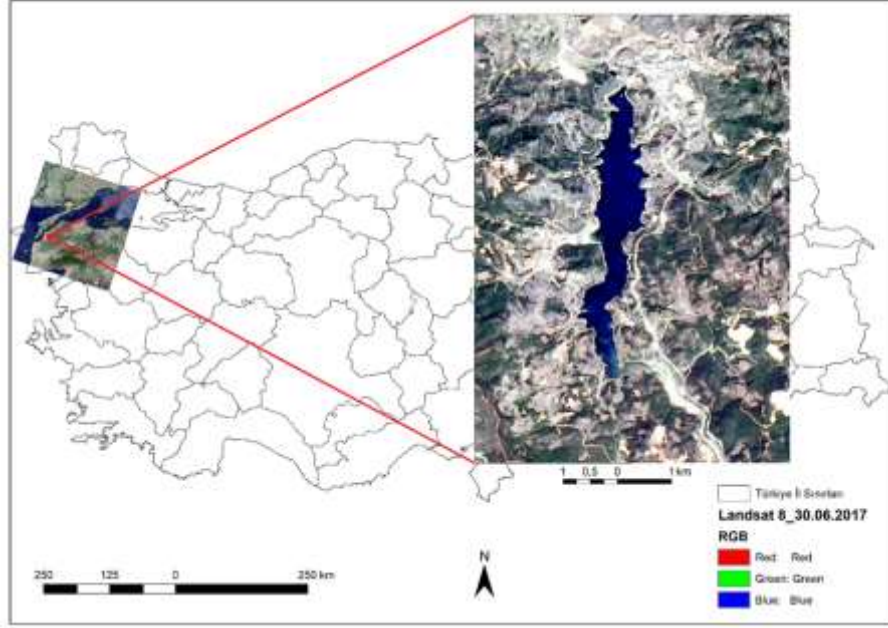 1 0,5 0 1 km
Türkiye İl Sınırları
Landsat 8_30.06.2017
RGB
Red: Red
Green: Green
Blue: Blue
N
250 125 0 250 km